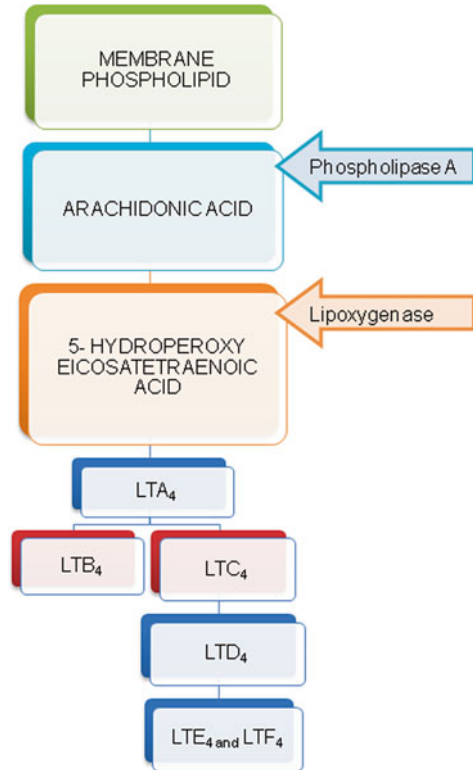 MEMBRANE
PHOSPHOLIPID
Phospholipase A
ARACHIDONIC ACID
Lipoxygenase
5- HYDROPEROXY
EICOSATETRAENOIC
ACID
LTA₄
LTB₄
LTC₄
LTD₄
LTE₄ and LTF₄